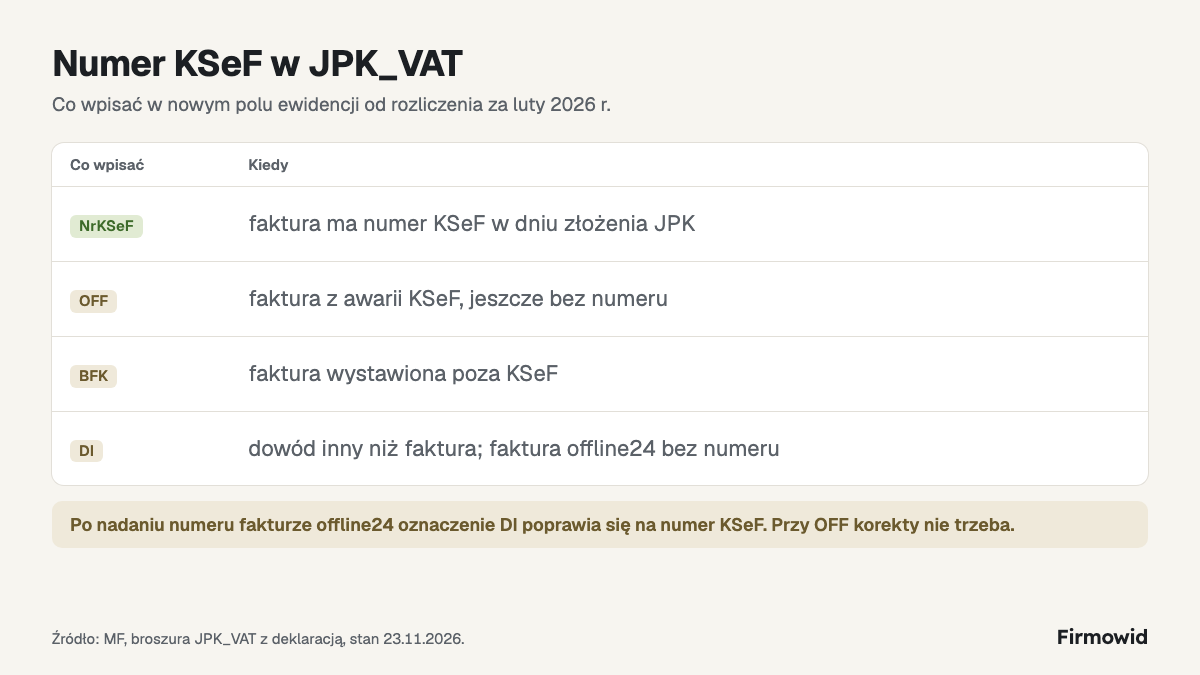 Numer KSeF w JPK_VAT
Co wpisać w nowym polu ewidencji od rozliczenia za luty 2026 r.
Co wpisać Kiedy
NrKSeF faktura ma numer KSeF w dniu złożenia JPK
OFF faktura z awarii KSeF, jeszcze bez numeru
BFK faktura wystawiona poza KSeF
DI dowód inny niż faktura; faktura offline24 bez numeru
Po nadaniu numeru fakturze offline24 oznaczenie DI poprawia się na numer KSeF. Przy OFF korekty nie trzeba.
Źródło: MF, broszura JPK_VAT z deklaracją, stan 23.11.2026.
Firmowid